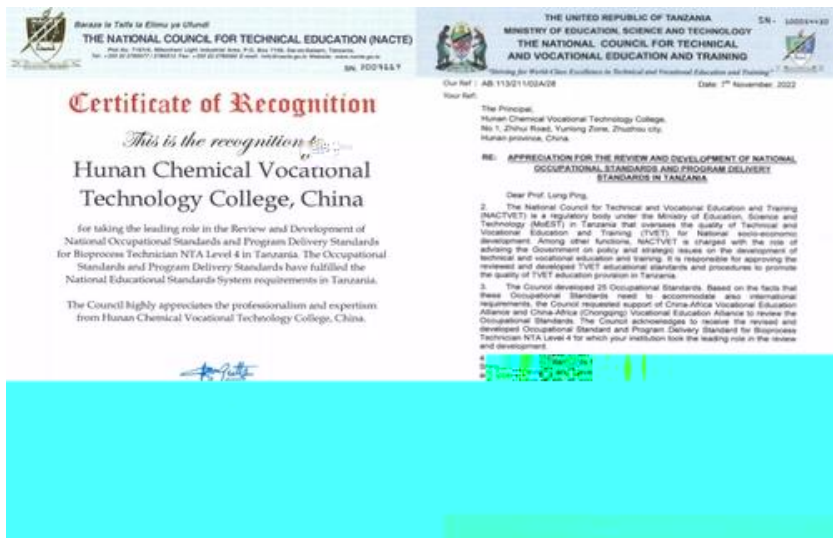 Baraza la Taifa la Elimu ya Ufundi
THE NATIONAL COUNCIL FOR TECHNICAL EDUCATION (NACTE)
Certificate of Recognition
This is the recognition to
Hunan Chemical Vocational
Technology College, China
for taking the leading role in the Review and Development of
National Occupational Standards and Program Delivery Standards
for Bioprocess Technician NTA Level 4 in Tanzania. The Occupational
Standards and Program Delivery Standards have fulfilled the
National Educational Standards System requirements in Tanzania.
The Council highly appreciates the professionalism and expertism
from Hunan Chemical Vocational Technology College, China.
THE UNITED REPUBLIC OF TANZANIA
MINISTRY OF EDUCATION, SCIENCE AND TECHNOLOGY
THE NATIONAL COUNCIL FOR TECHNICAL
AND VOCATIONAL EDUCATION AND TRAINING
"Striving for World-Class Excellence in Technical and Vocational Education and Training"
Our Ref : AB.113/211/02A/28
Date: 7th November, 2022
Your Ref:
The Principal,
Hunan Chemical Vocational Technology College,
No 1, Zhihui Road, Yunlong Zone, Zhuzhou city,
Hunan province, China.
RE: APPRECIATION FOR THE REVIEW AND DEVELOPMENT OF NATIONAL
OCCUPATIONAL STANDARDS AND PROGRAM DELIVERY
STANDARDS IN TANZANIA
Dear Prof. Long Ping,
2. The National Council for Technical and Vocational Education and Training
(NACTVET) is a regulatory body under the Ministry of Education, Science and
Technology (MoEST) in Tanzania that oversees the quality of Technical and
Vocational Education and Training (TVET) for National socio-economic
development. Among other functions, NACTVET is charged with the role of
advising the Government on policy and strategic issues on the development of
technical and vocational education and training. It is responsible for approving the
reviewed and developed TVET educational standards and procedures to promote
the quality of TVET education provision in Tanzania.
3. The Council developed 25 Occupational Standards. Based on the facts that
these Occupational Standards need to accommodate also international
requirements, the Council requested support of China-Africa Vocational Education
Alliance and China-Africa (Chongqing) Vocational Education Alliance to review the
Occupational Standards. The Council acknowledges to receive the revised and
developed Occupational Standard and Program Delivery Standard for Bioprocess
Technician NTA Level 4 for which your institution took the leading role in the review
and development.